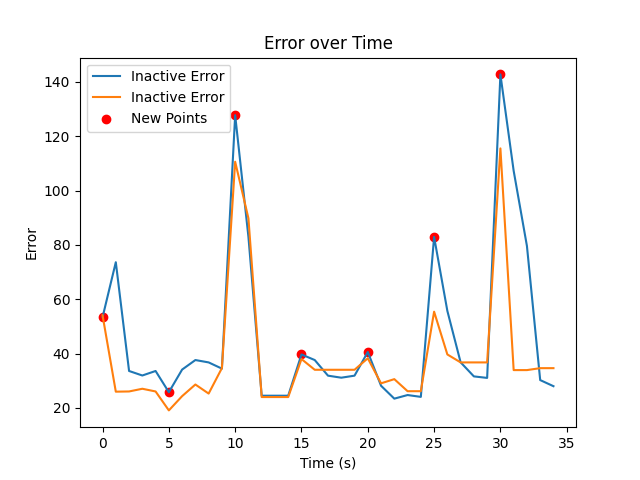 Error over Time
Inactive Error
Inactive Error
New Points
Error
140
120
100
80
60
40
20
0 5 10 15 20 25 30 35
Time (s)